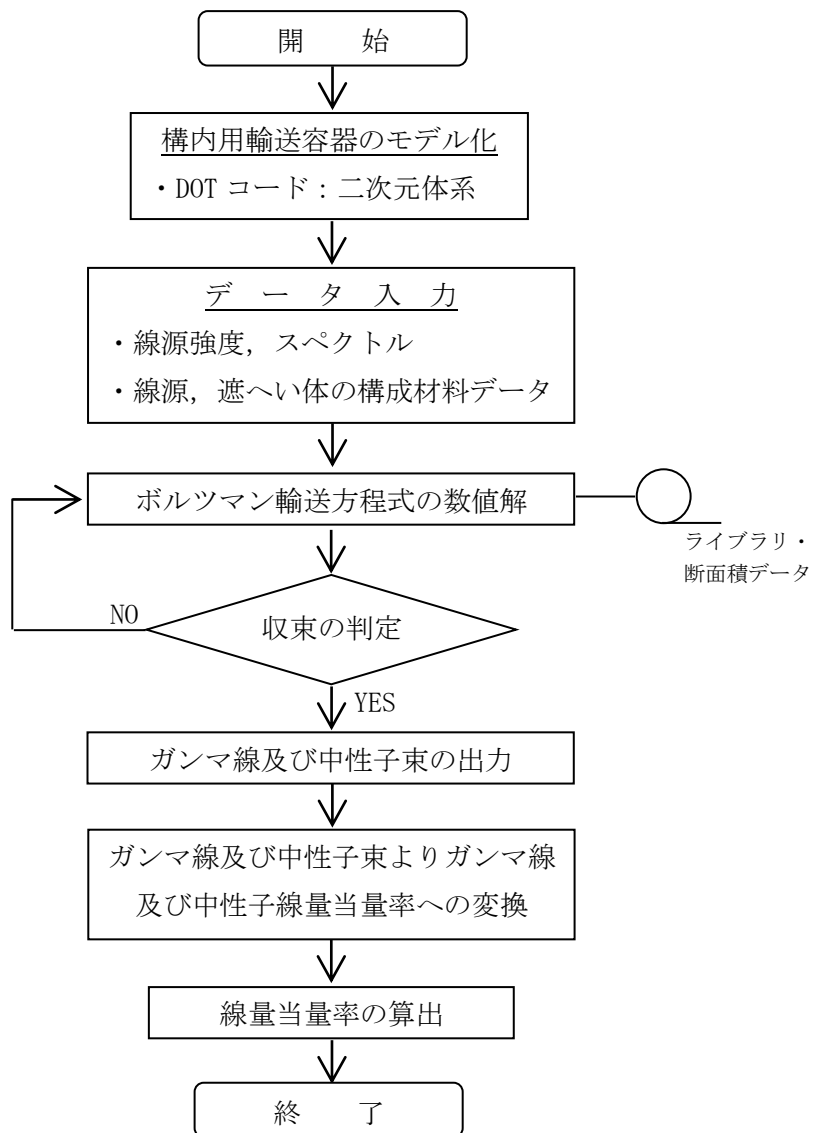 開　　始
構内用輸送容器のモデル化
・DOT コード：二次元体系
デ ー タ 入 力
・線源強度，スペクトル
・線源，遮へい体の構成材料データ
ボルツマン輸送方程式の数値解
ライブラリ・
断面積データ
NO
収束の判定
YES
ガンマ線及び中性子束の出力
ガンマ線及び中性子束よりガンマ線
及び中性子線量当量率への変換
線量当量率の算出
終　　了